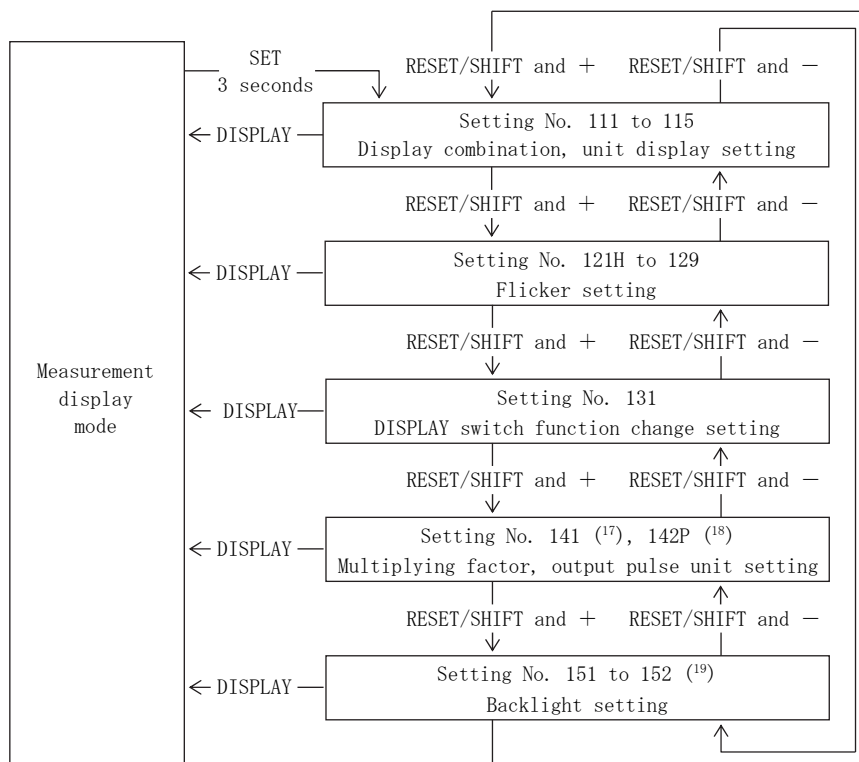 SET
3 seconds
RESET/SHIFT and + RESET/SHIFT and −
Setting No. 111 to 115
Display combination, unit display setting
DISPLAY
RESET/SHIFT and + RESET/SHIFT and −
Setting No. 121H to 129
Flicker setting
DISPLAY
RESET/SHIFT and + RESET/SHIFT and −
Measurement
display
mode
Setting No. 131
DISPLAY switch function change setting
DISPLAY
RESET/SHIFT and + RESET/SHIFT and −
Setting No. 141 (17), 142P (18)
Multiplying factor, output pulse unit setting
DISPLAY
RESET/SHIFT and + RESET/SHIFT and −
Setting No. 151 to 152 (19)
Backlight setting
DISPLAY